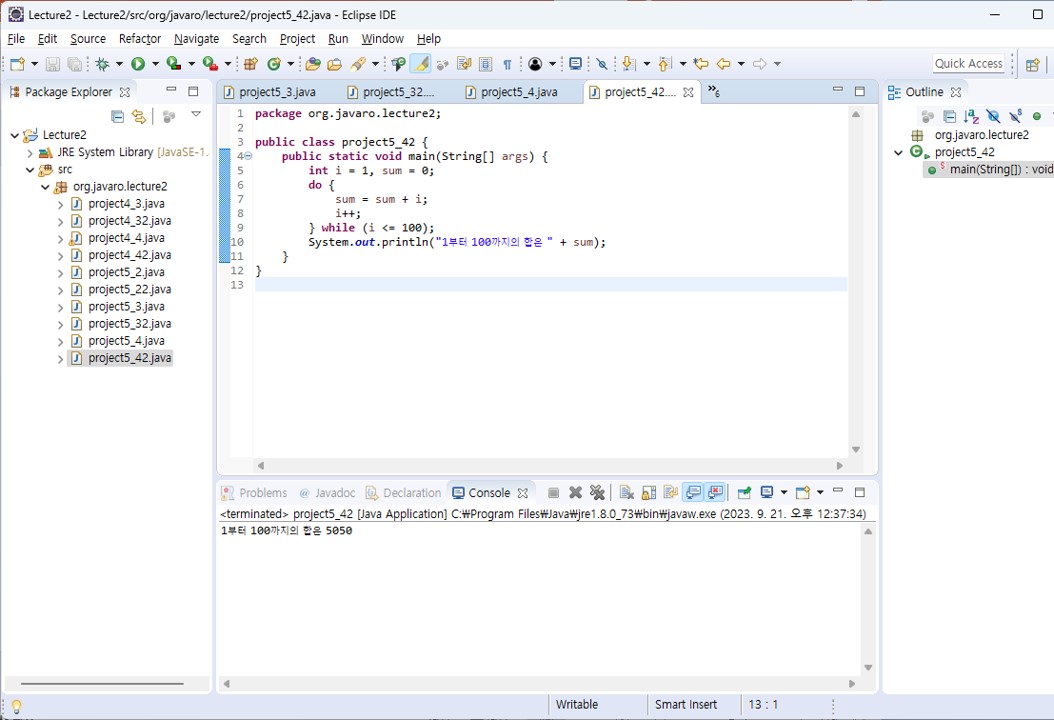 Lecture2 - Lecture2/src/org/javaro/lecture2/project5_42.java - Eclipse IDE
File Edit Source Refactor Navigate Search Project Run Window Help
Quick Access
Package Explorer
Lecture2
JRE System Library [JavaSE-1.
src
org.javaro.lecture2
project4_3.java
project4_32.java
project4_4.java
project4_42.java
project5_2.java
project5_22.java
project5_3.java
project5_32.java
project5_4.java
project5_42.java
project5_3.java project5_32.... project5_4.java project5_42.... »6
1 package org.javaro.lecture2;
2
3 public class project5_42 {
4 public static void main(String[] args) {
5 int i = 1, sum = 0;
6 do {
7 sum = sum + i;
8 i++;
9 } while (i <= 100);
10 System.out.println("1부터 100까지의 합은 " + sum);
11 }
12 }
13
Outline
org.javaro.lecture2
project5_42
main(String[]) : void
Problems @ Javadoc Declaration Console
<terminated> project5_42 [Java Application] C:₩Program Files₩Java₩jre1.8.0_73₩bin₩javaw.exe (2023. 9. 21. 오후 12:37:34)
1부터 100까지의 합은 5050
Writable Smart Insert 13 : 1